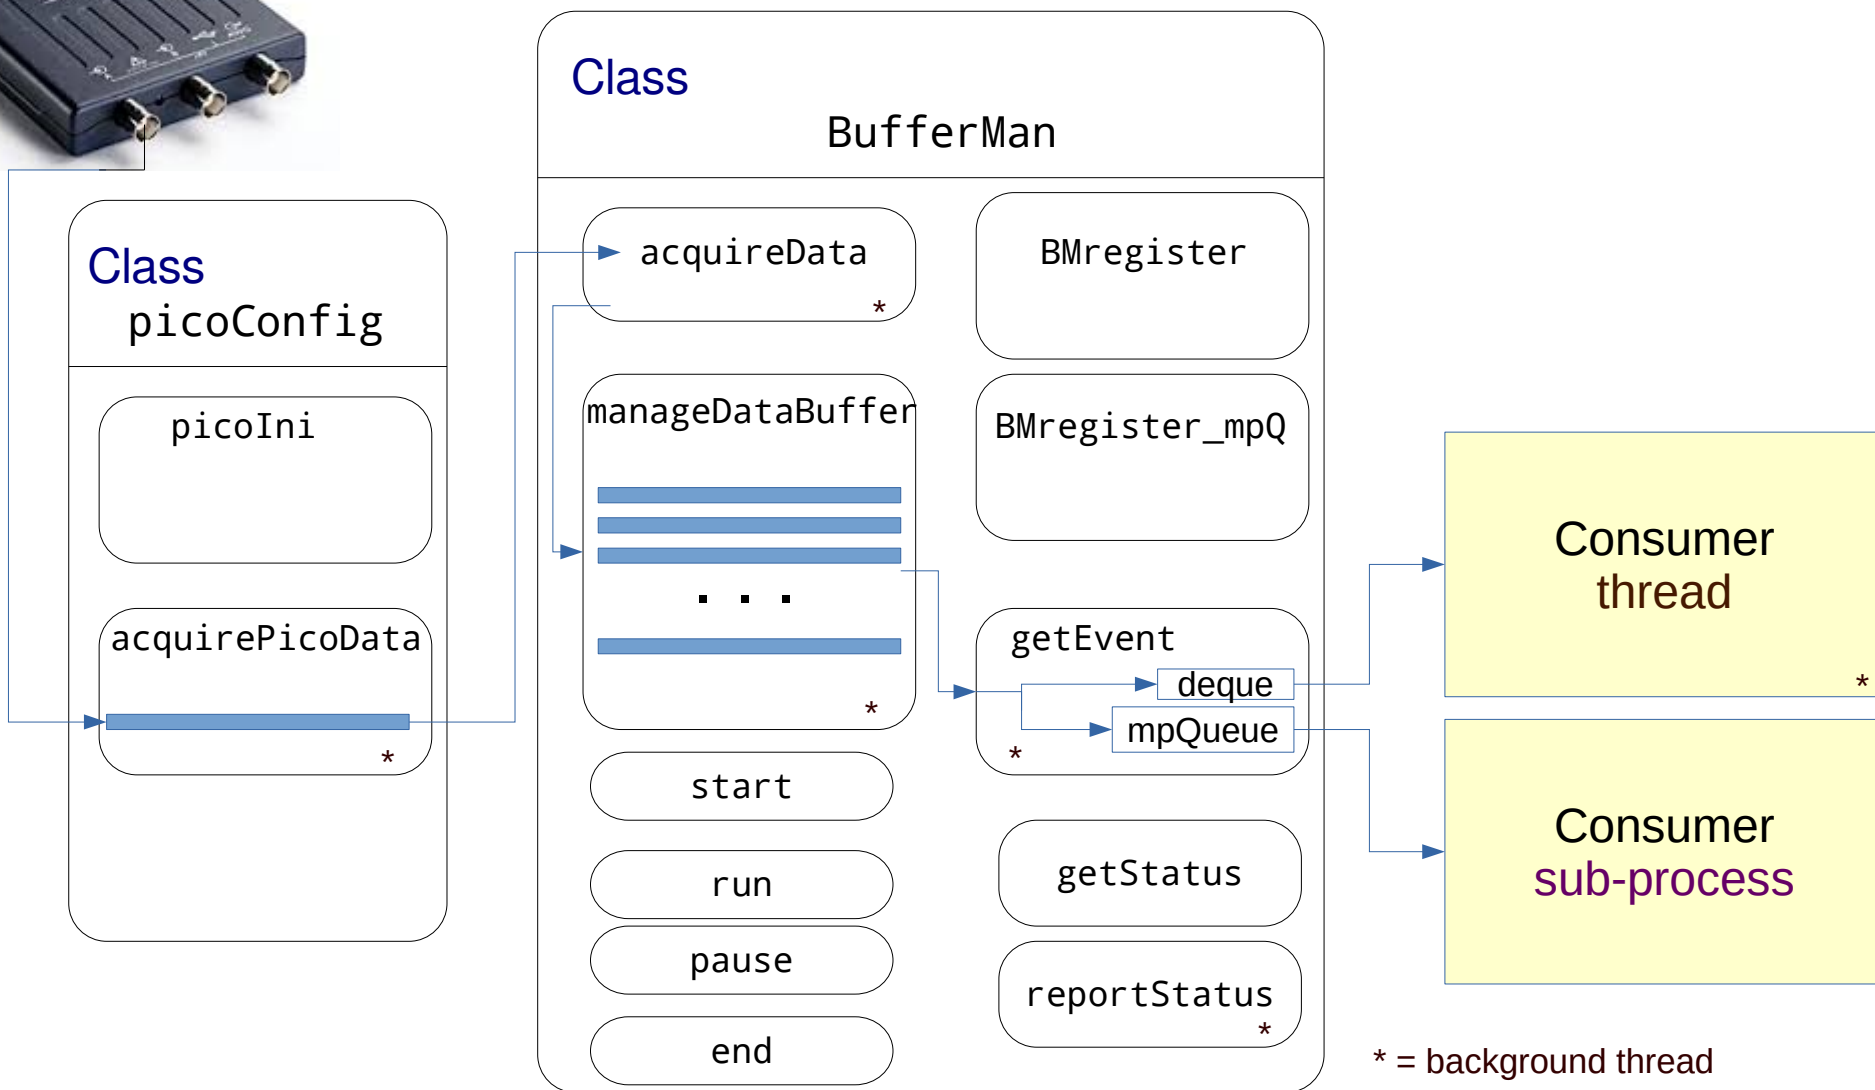 Class
picoConfig
picoIni
acquirePicoData
*
Class
BufferMan
acquireData
*
manageDataBuffer
. . .
*
start
run
pause
end
BMregister
BMregister_mpQ
getEvent
deque
mpQueue
*
getStatus
reportStatus
*
Consumer
thread
*
Consumer
sub-process
* = background thread